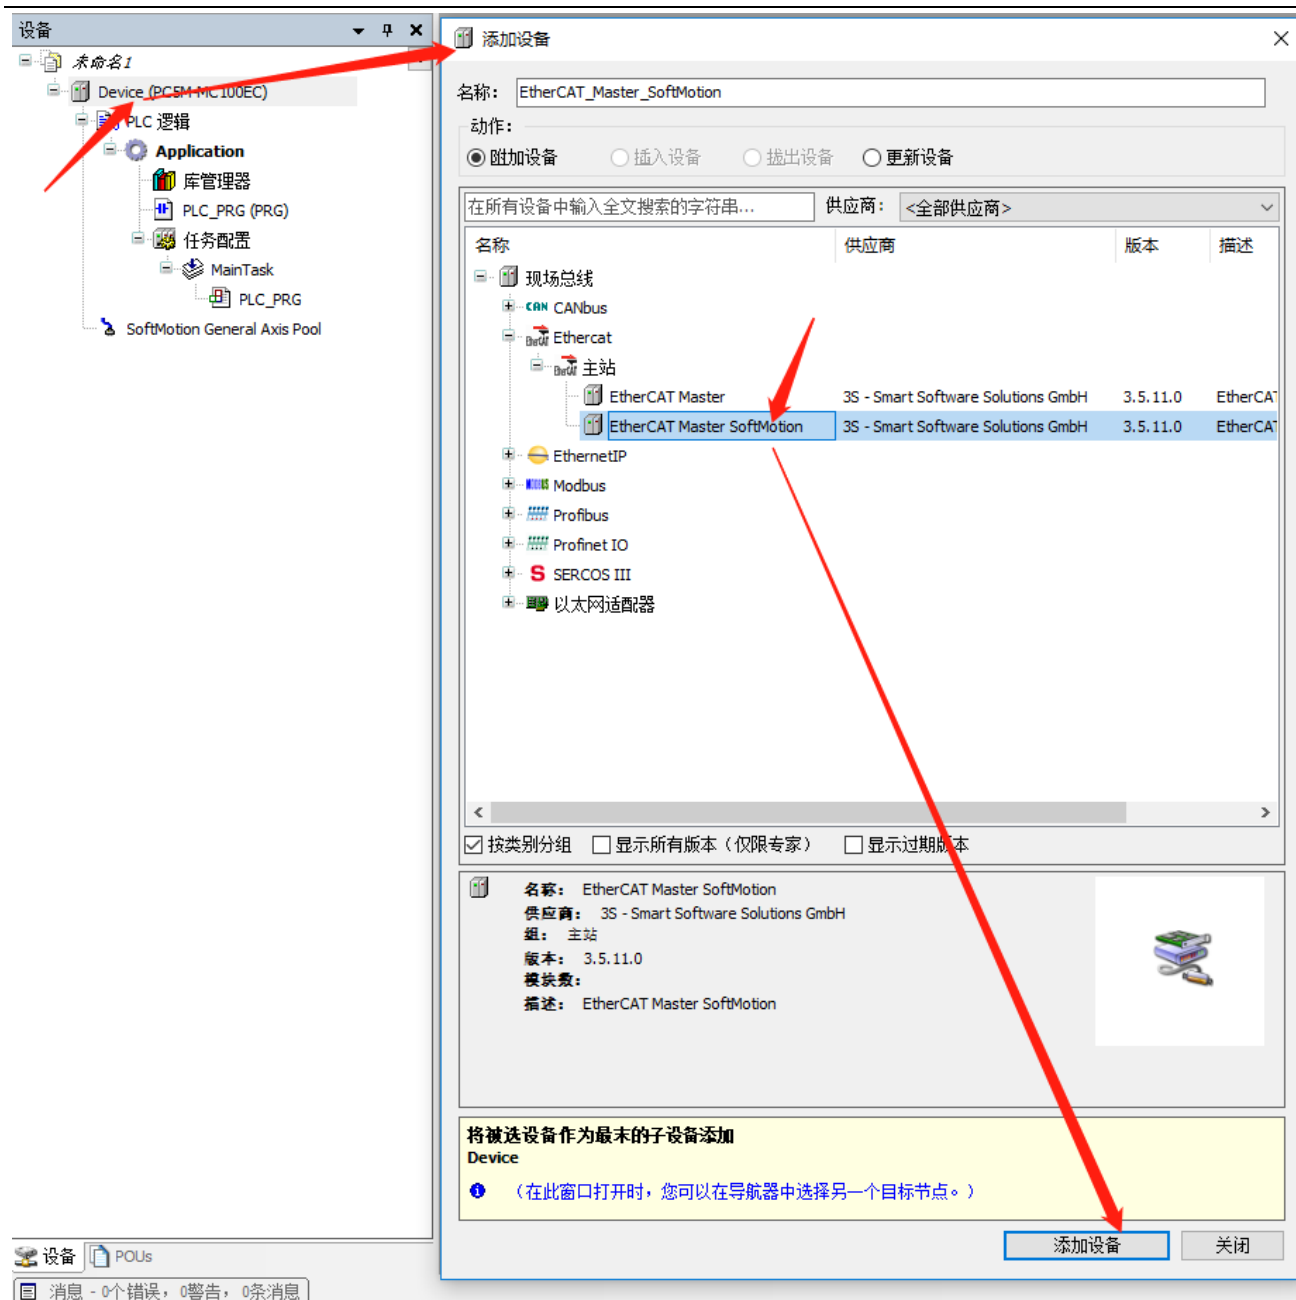 设备
未命名1
Device (PC5M-MC100EC)
PLC 逻辑
Application
库管理器
PLC_PRG (PRG)
任务配置
MainTask
PLC_PRG
SoftMotion General Axis Pool
设备 POUs
消息 - 0个错误, 0警告, 0条消息
添加设备
名称: EtherCAT_Master_SoftMotion
动作:
附加设备 插入设备 拔出设备 更新设备
在所有设备中输入全文搜索的字符串... 供应商: <全部供应商>
名称 供应商 版本 描述
现场总线
CAN CANbus
EtherCAT Ethercat
EtherCAT 主站
EtherCAT Master 3S - Smart Software Solutions GmbH 3.5.11.0 EtherCAT
EtherCAT Master SoftMotion 3S - Smart Software Solutions GmbH 3.5.11.0 EtherCAT
EthernetIP
MODBUS Modbus
Profibus
Profinet IO
S SERCOS III
以太网适配器
按类别分组 显示所有版本 (仅限专家) 显示过期版本
名称: EtherCAT Master SoftMotion
供应商: 3S - Smart Software Solutions GmbH
组: 主站
版本: 3.5.11.0
模块数:
描述: EtherCAT Master SoftMotion
将被选设备作为最末的子设备添加
Device
(在此窗口打开时, 您可以在导航器中选择另一个目标节点。)
添加设备 关闭